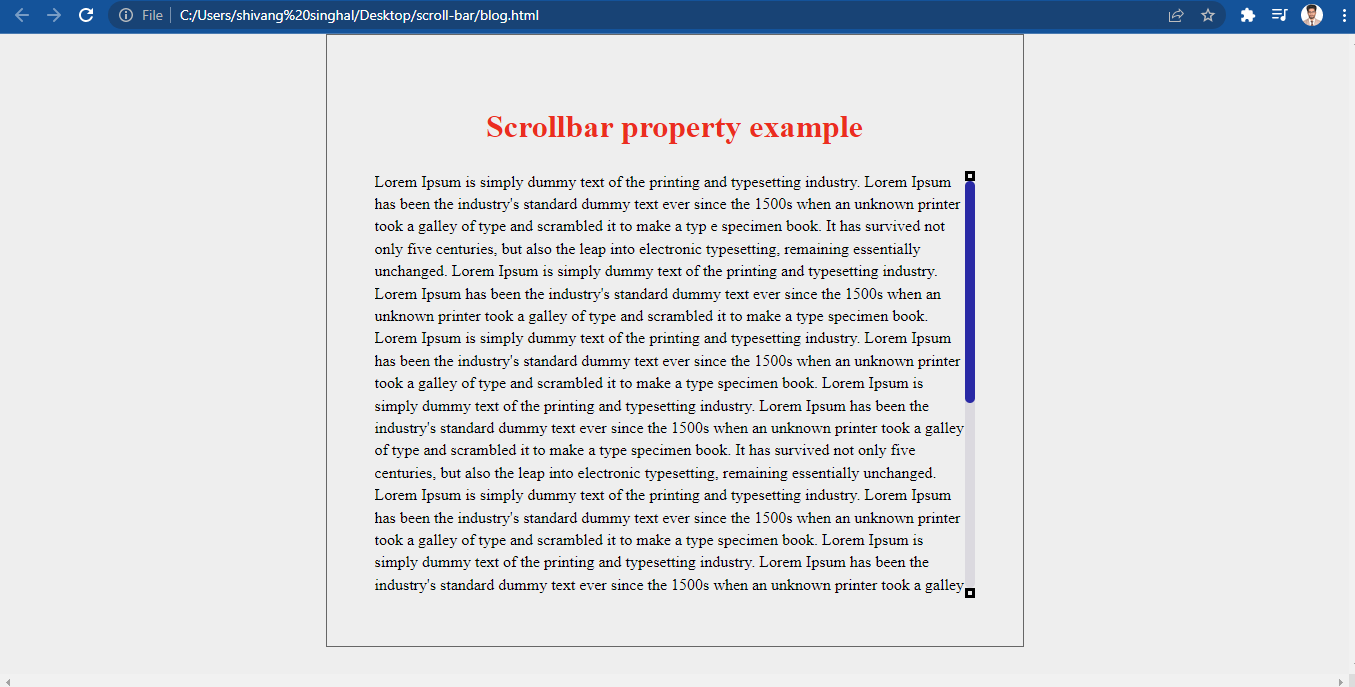 File
C:/Users/shivang%20singhal/Desktop/scroll-bar/blog.html
Scrollbar property example
Lorem Ipsum is simply dummy text of the printing and typesetting industry. Lorem Ipsum
has been the industry's standard dummy text ever since the 1500s when an unknown printer
took a galley of type and scrambled it to make a typ e specimen book. It has survived not
only five centuries, but also the leap into electronic typesetting, remaining essentially
unchanged. Lorem Ipsum is simply dummy text of the printing and typesetting industry.
Lorem Ipsum has been the industry's standard dummy text ever since the 1500s when an
unknown printer took a galley of type and scrambled it to make a type specimen book.
Lorem Ipsum is simply dummy text of the printing and typesetting industry. Lorem Ipsum
has been the industry's standard dummy text ever since the 1500s when an unknown printer
took a galley of type and scrambled it to make a type specimen book. Lorem Ipsum is
simply dummy text of the printing and typesetting industry. Lorem Ipsum has been the
industry's standard dummy text ever since the 1500s when an unknown printer took a galley
of type and scrambled it to make a type specimen book. It has survived not only five
centuries, but also the leap into electronic typesetting, remaining essentially unchanged.
Lorem Ipsum is simply dummy text of the printing and typesetting industry. Lorem Ipsum
has been the industry's standard dummy text ever since the 1500s when an unknown printer
took a galley of type and scrambled it to make a type specimen book. Lorem Ipsum is
simply dummy text of the printing and typesetting industry. Lorem Ipsum has been the
industry's standard dummy text ever since the 1500s when an unknown printer took a galley